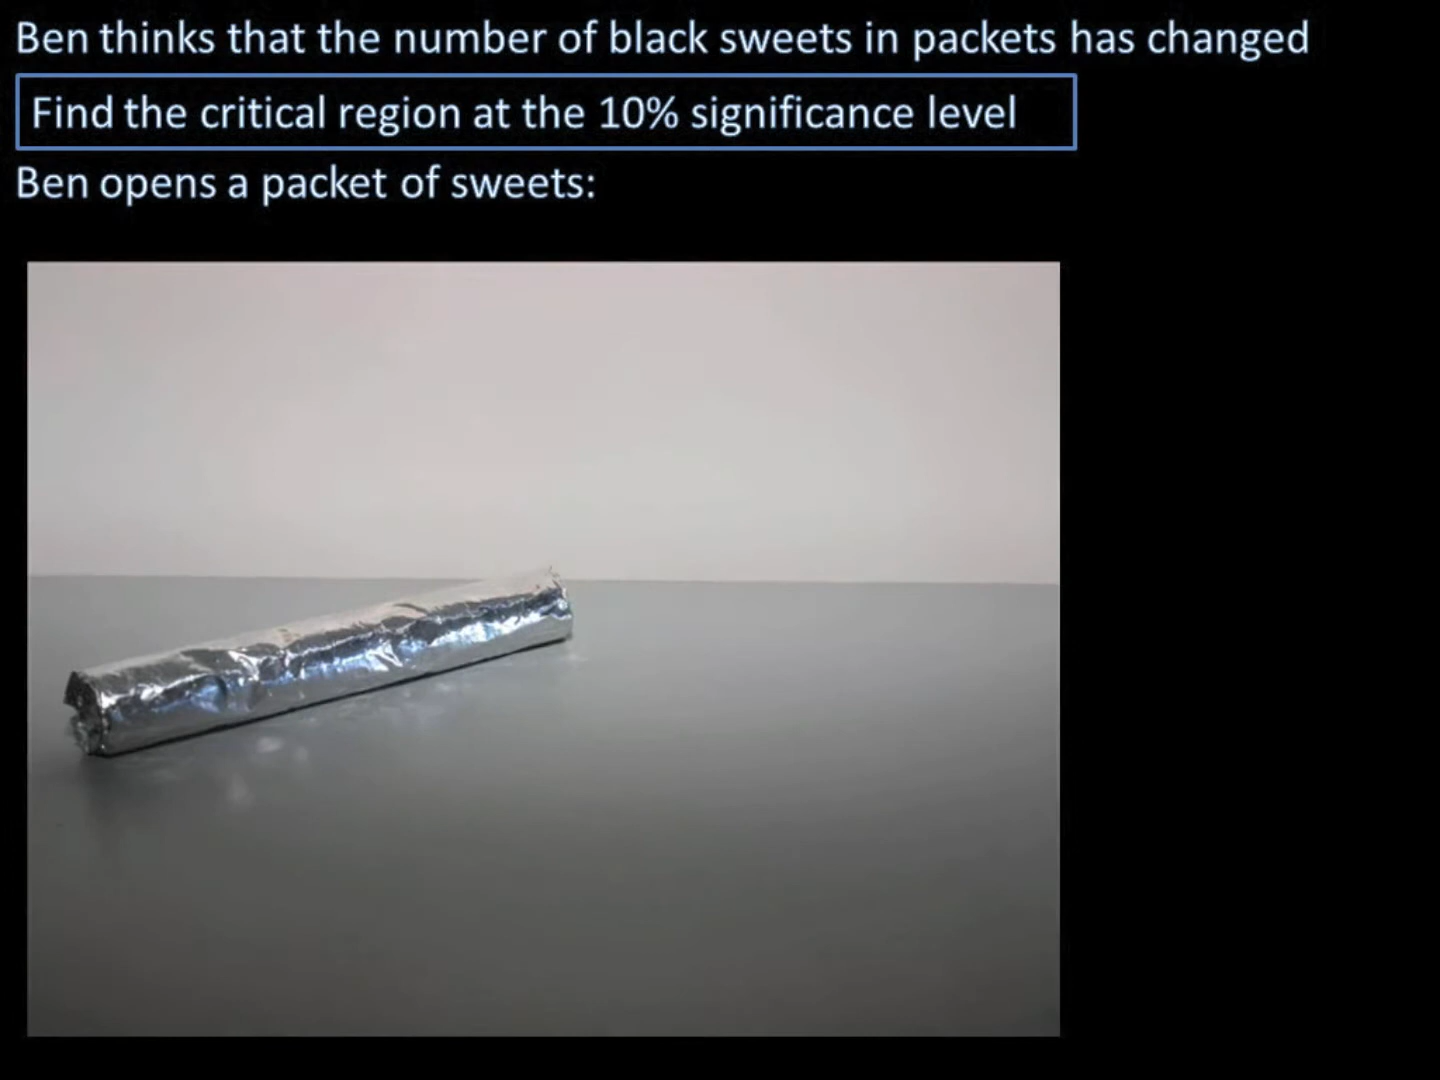 Ben thinks that the number of black sweets in packets has changed
Find the critical region at the 10% significance level
Ben opens a packet of sweets: